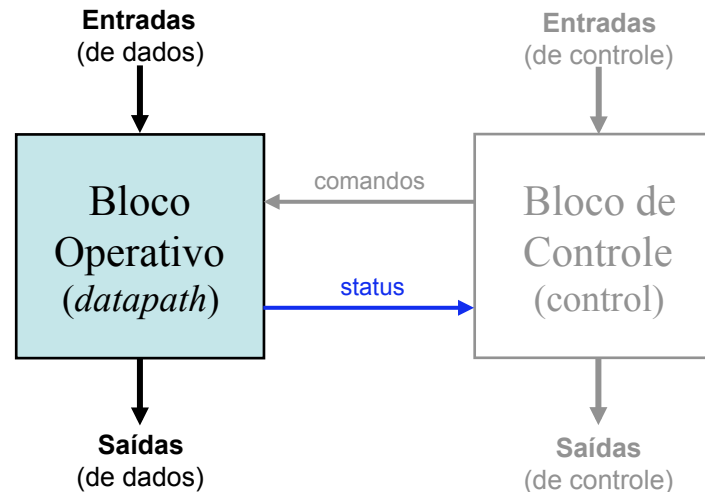 Entradas
(de dados)
Entradas
(de controle)
Bloco
Operativo
(datapath)
comandos
status
Bloco de
Controle
(control)
Saídas
(de dados)
Saídas
(de controle)